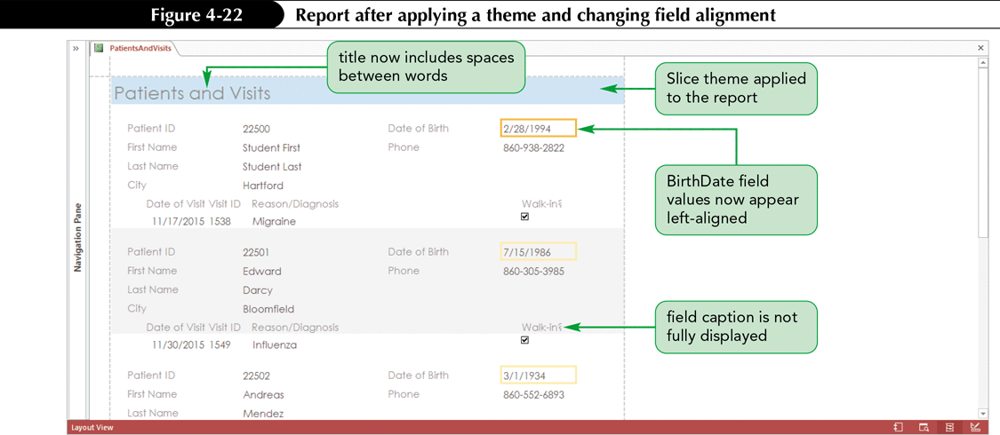 Figure 4-22 Report after applying a theme and changing field alignment
» PatientsAndVisits ×
title now includes spaces
between words
Patients and Visits
Slice theme applied
to the report
Patient ID 22500 Date of Birth 2/28/1994
First Name Student First Phone 860-938-2822
Last Name Student Last
City Hartford
BirthDate field
values now appear
left-aligned
Date of Visit Visit ID Reason/Diagnosis Walk-in?
11/17/2015 1538 Migraine
Navigation Pane
Patient ID 22501 Date of Birth 7/15/1986
First Name Edward Phone 860-305-3985
Last Name Darcy
City Bloomfield
Date of Visit Visit ID Reason/Diagnosis Walk-in?
field caption is not
fully displayed
11/30/2015 1549 Influenza
Patient ID 22502 Date of Birth 3/1/1934
First Name Andreas Phone 860-552-6893
Last Name Mendez
Layout View